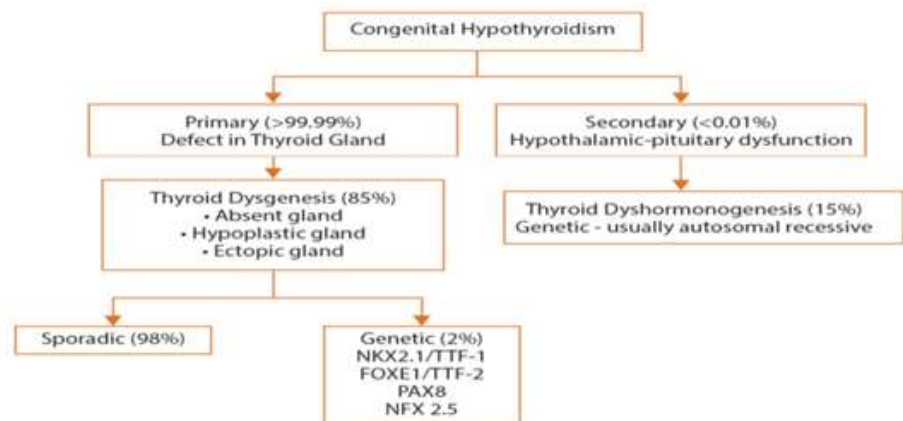 Congenital Hypothyroidism
Primary (>99.99%)
Defect in Thyroid Gland
Secondary (<0.01%)
Hypothalamic-pituitary dysfunction
Thyroid Dysgenesis (85%)
• Absent gland
• Hypoplastic gland
• Ectopic gland
Thyroid Dyshormonogenesis (15%)
Genetic - usually autosomal recessive
Sporadic (98%)
Genetic (2%)
NKX2.1/TTF-1
FOXE1/TTF-2
PAX8
NFX 2.5